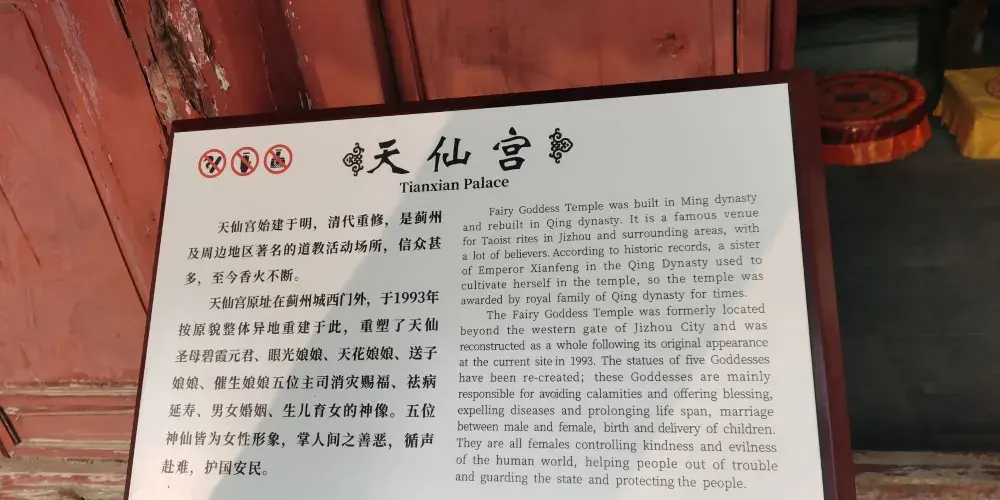 天仙宫
Tianxian Palace
天仙宫始建于明，清代重修，是蓟州
及周边地区著名的道教活动场所，信众甚
多，至今香火不断。
天仙宫原址在蓟州城西门外，于1993年
按原貌整体异地重建于此，重塑了天仙
圣母碧霞元君、眼光娘娘、天花娘娘、送子
娘娘、催生娘娘五位主司消灾赐福、祛病
延寿、男女婚姻、生儿育女的神像。五位
神仙皆为女性形象，掌人间之善恶，循声
赴难，护国安民。
Fairy Goddess Temple was built in Ming dynasty
and rebuilt in Qing dynasty. It is a famous venue
for Taoist rites in Jizhou and surrounding areas, with
a lot of believers. According to historic records, a sister
of Emperor Xianfeng in the Qing Dynasty used to
cultivate herself in the temple, so the temple was
awarded by royal family of Qing dynasty for times.
The Fairy Goddess Temple was formerly located
beyond the western gate of Jizhou City and was
reconstructed as a whole following its original appearance
at the current site in 1993. The statues of five Goddesses
have been re-created; these Goddesses are mainly
responsible for avoiding calamities and offering blessing,
expelling diseases and prolonging life span, marriage
between male and female, birth and delivery of children.
They are all females controlling kindness and evilness
of the human world, helping people out of trouble
and guarding the state and protecting the people.